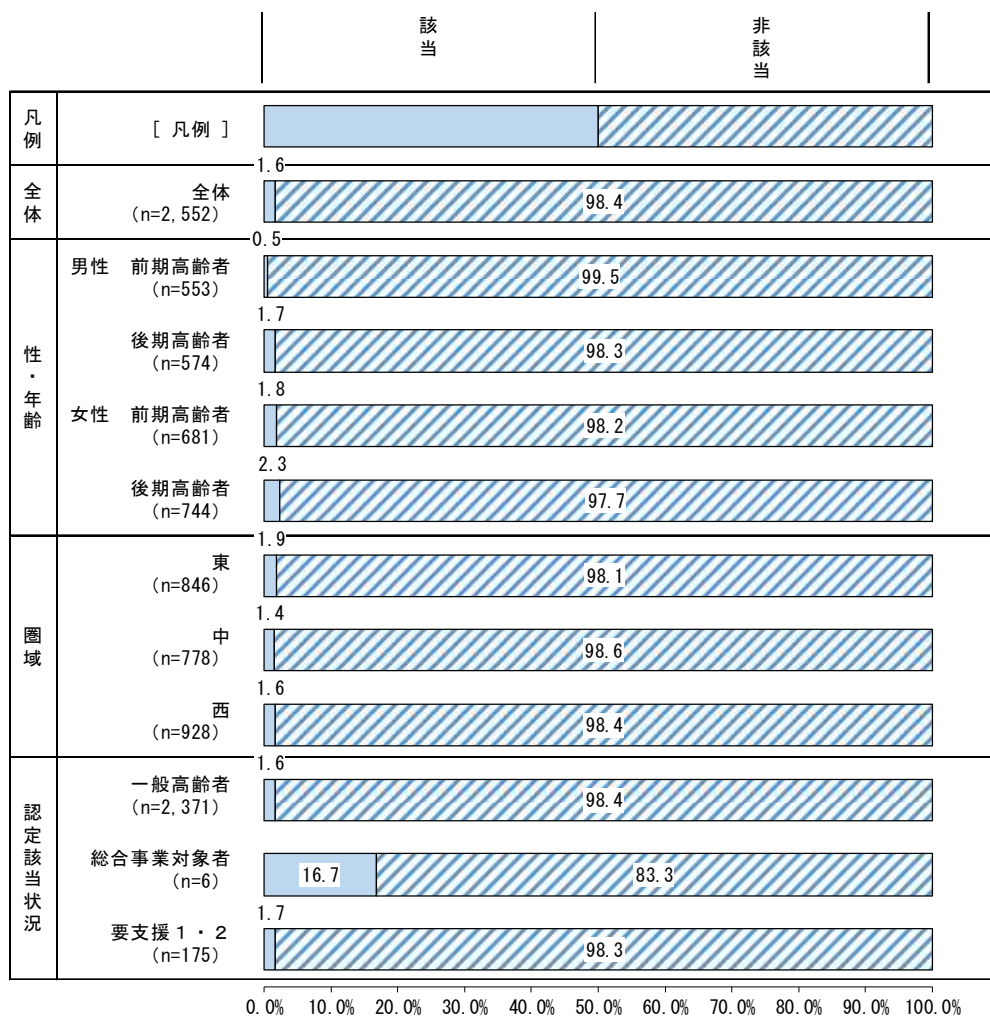 該当
非該当
凡例
[ 凡例 ]
全体
1.6
全体
(n=2,552)
98.4
性・年齢
0.5
男性 前期高齢者
(n=553)
99.5
1.7
後期高齢者
(n=574)
98.3
1.8
女性 前期高齢者
(n=681)
98.2
2.3
後期高齢者
(n=744)
97.7
圏域
1.9
東
(n=846)
98.1
1.4
中
(n=778)
98.6
1.6
西
(n=928)
98.4
認定該当状況
1.6
一般高齢者
(n=2,371)
98.4
総合事業対象者
(n=6)
16.7
83.3
1.7
要支援1・2
(n=175)
98.3
0.0% 10.0% 20.0% 30.0% 40.0% 50.0% 60.0% 70.0% 80.0% 90.0% 100.0%